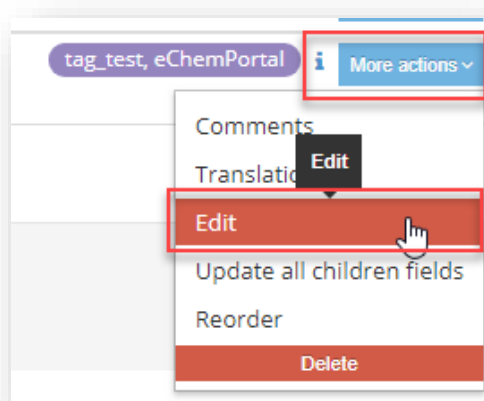 tag_test, eChemPortal i More actions
Comments
Translatio
Edit
Edit
Update all children fields
Reorder
Delete